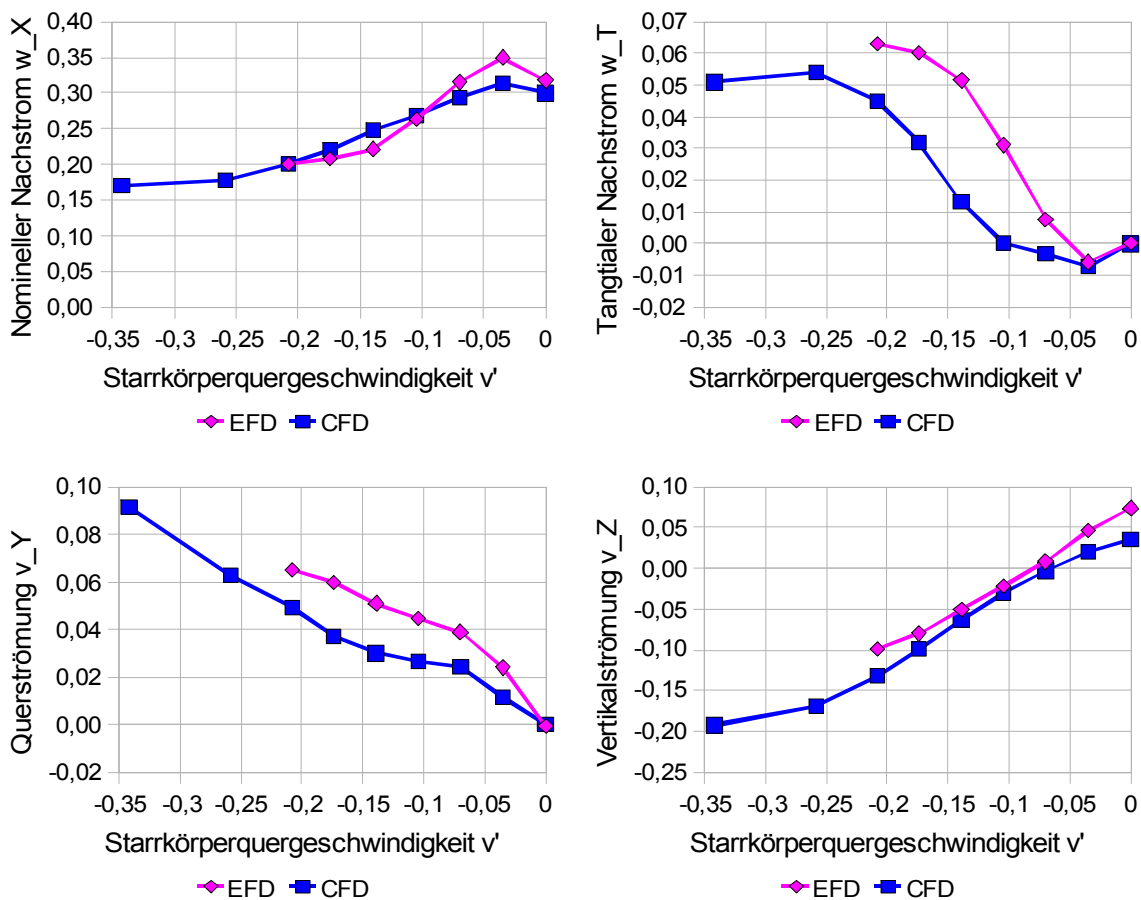 Nomineller Nachstrom w_X
0,40
0,35
0,30
0,25
0,20
0,15
0,10
0,05
0,00
-0,35 -0,3 -0,25 -0,2 -0,15 -0,1 -0,05 0
Starrkörperquergeschwindigkeit v'
EFD CFD
Tangtialer Nachstrom w_T
0,07
0,06
0,05
0,04
0,03
0,02
0,01
0,00
-0,01
-0,02
-0,35 -0,3 -0,25 -0,2 -0,15 -0,1 -0,05 0
Starrkörperquergeschwindigkeit v'
EFD CFD
Querströmung v_Y
0,10
0,08
0,06
0,04
0,02
0,00
-0,02
-0,35 -0,3 -0,25 -0,2 -0,15 -0,1 -0,05 0
Starrkörperquergeschwindigkeit v'
EFD CFD
Vertikalströmung v_Z
0,10
0,05
0,00
-0,05
-0,10
-0,15
-0,20
-0,25
-0,35 -0,3 -0,25 -0,2 -0,15 -0,1 -0,05 0
Starrkörperquergeschwindigkeit v'
EFD CFD